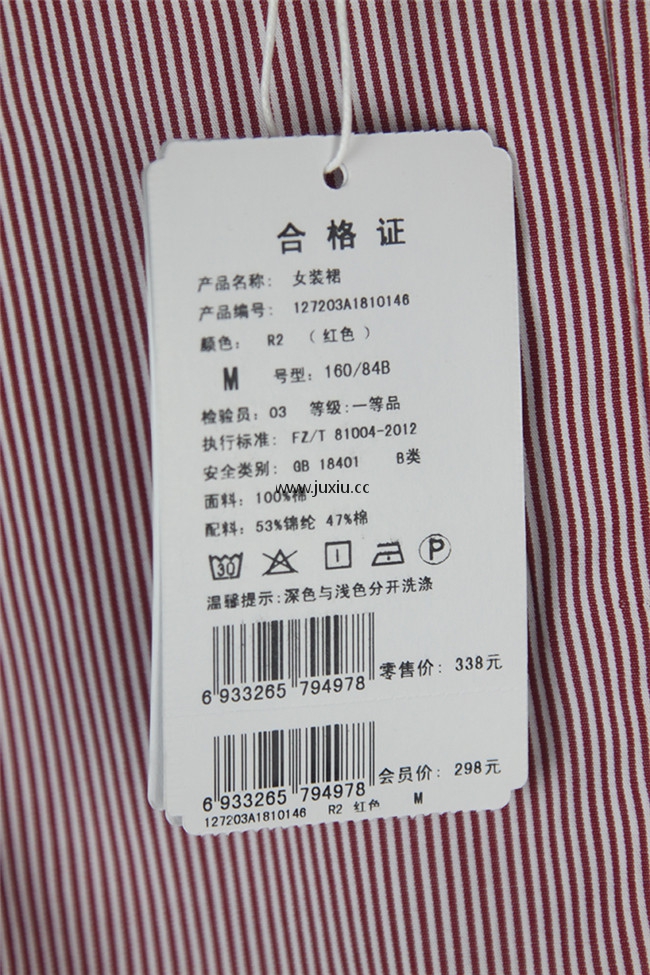 合格证
产品名称: 女装裙
产品编号: 127203A1810146
颜色: R2 (红色)
M 号型: 160/84B
检验员: 03 等级:一等品
执行标准: FZ/T 81004-2012
安全类别: GB 18401 B类
www.juxiu.cc
面料: 100%棉
配料: 53%锦纶 47%棉
30 P
温馨提示:深色与浅色分开洗涤
6 933265 794978 零售价: 338元
6 933265 794978 会员价: 298元
127203A1810146 R2 红色 M